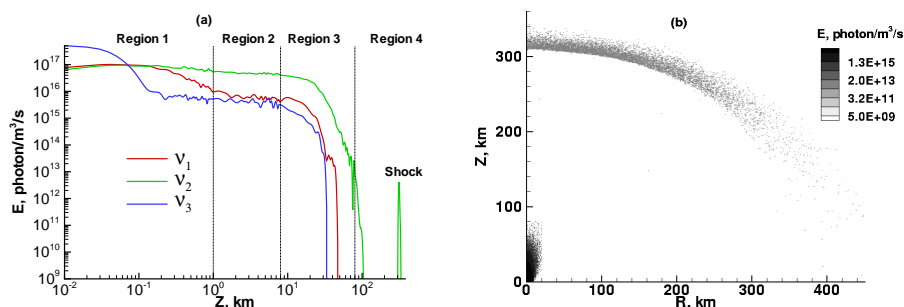 (a)
Region 1
Region 2
Region 3
Region 4
E, photon/m³/s
10¹⁷
10¹⁶
10¹⁵
10¹⁴
10¹³
10¹²
10¹¹
10¹⁰
10⁹
ν₁
ν₂
ν₃
Shock
10⁻²
10⁻¹
10⁰
10¹
10²
Z, km
(b)
Z, km
300
200
100
0
E, photon/m³/s
1.3E+15
2.0E+13
3.2E+11
5.0E+09
0
100
200
300
400
R, km